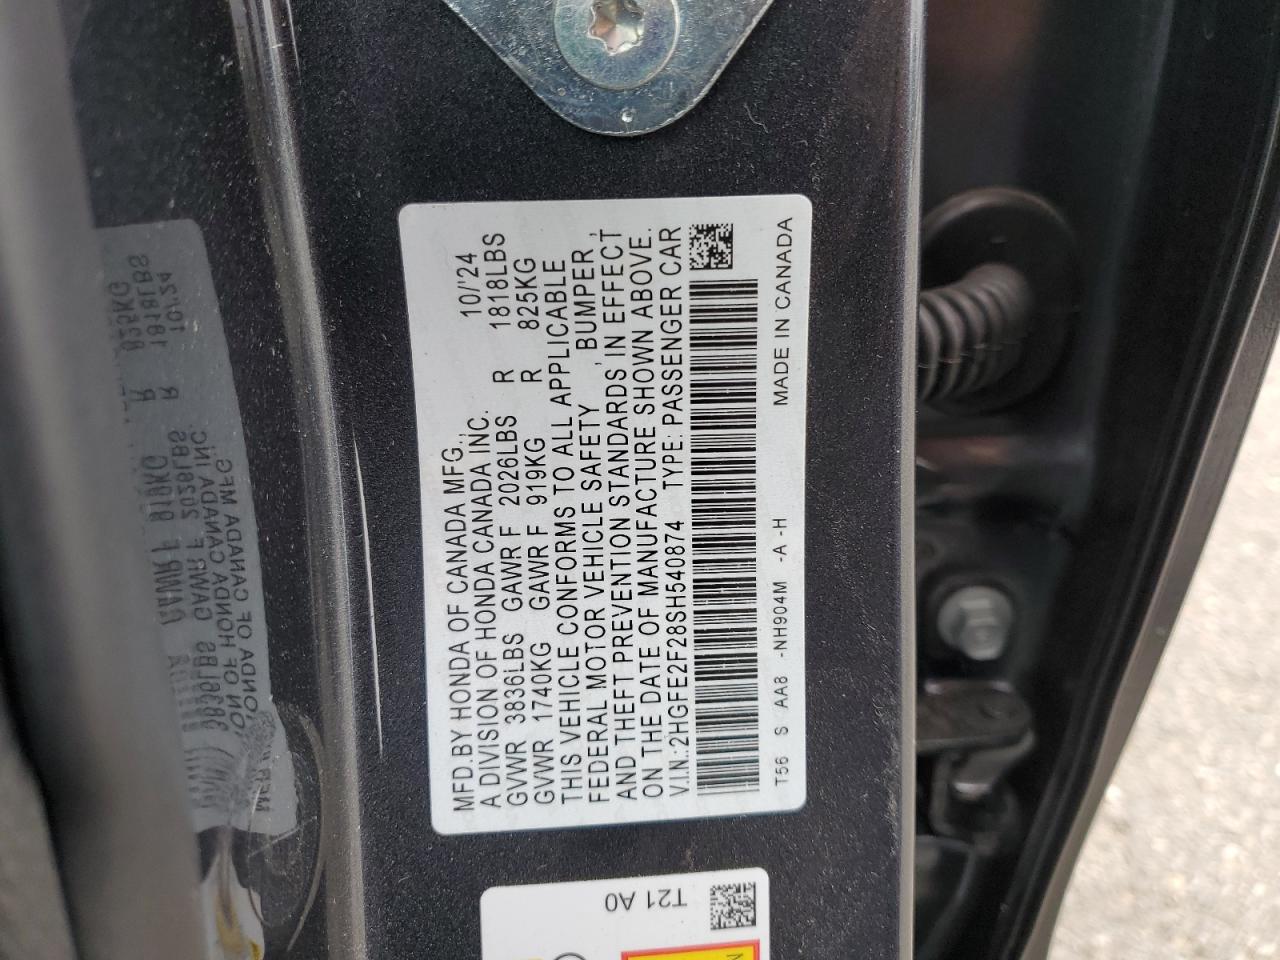 MFD.BY HONDA OF CANADA MFG., 10/'24
A DIVISION OF HONDA CANADA INC.
GVWR 3836LBS GAWR F 2026LBS R 1818LBS
GVWR 1740KG GAWR F 919KG R 825KG
THIS VEHICLE CONFORMS TO ALL APPLICABLE
FEDERAL MOTOR VEHICLE SAFETY , BUMPER ,
AND THEFT PREVENTION STANDARDS, IN EFFECT
ON THE DATE OF MANUFACTURE SHOWN ABOVE.
V.I.N.:2HGFE2F28SH540874 TYPE: PASSENGER CAR
T56 S AA8 -NH904M -A -H MADE IN CANADA
T21 A0